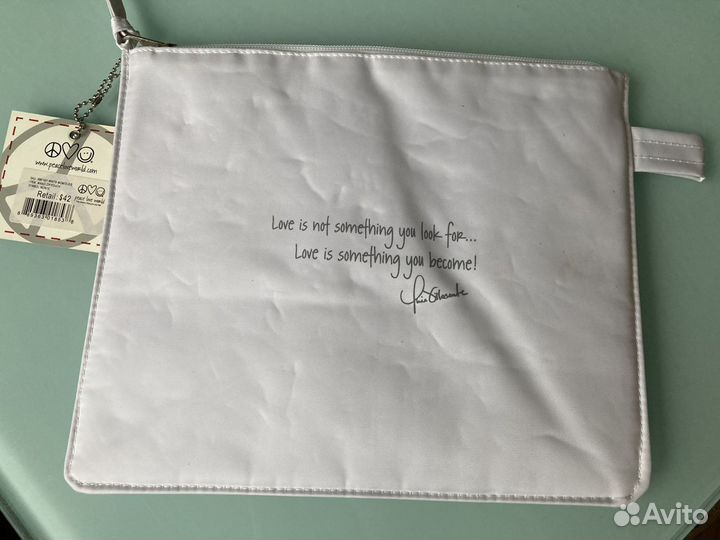 www.peaceloveworld.com
Retail: $42
peace love world
Love is not something you look for...
Love is something you become!
Avito